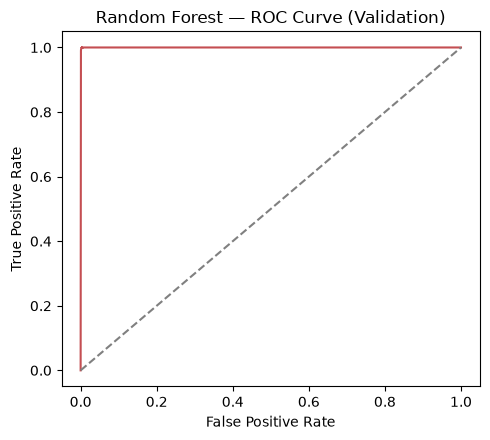 Random Forest — ROC Curve (Validation)
True Positive Rate
1.0
0.8
0.6
0.4
0.2
0.0
0.0 0.2 0.4 0.6 0.8 1.0
False Positive Rate